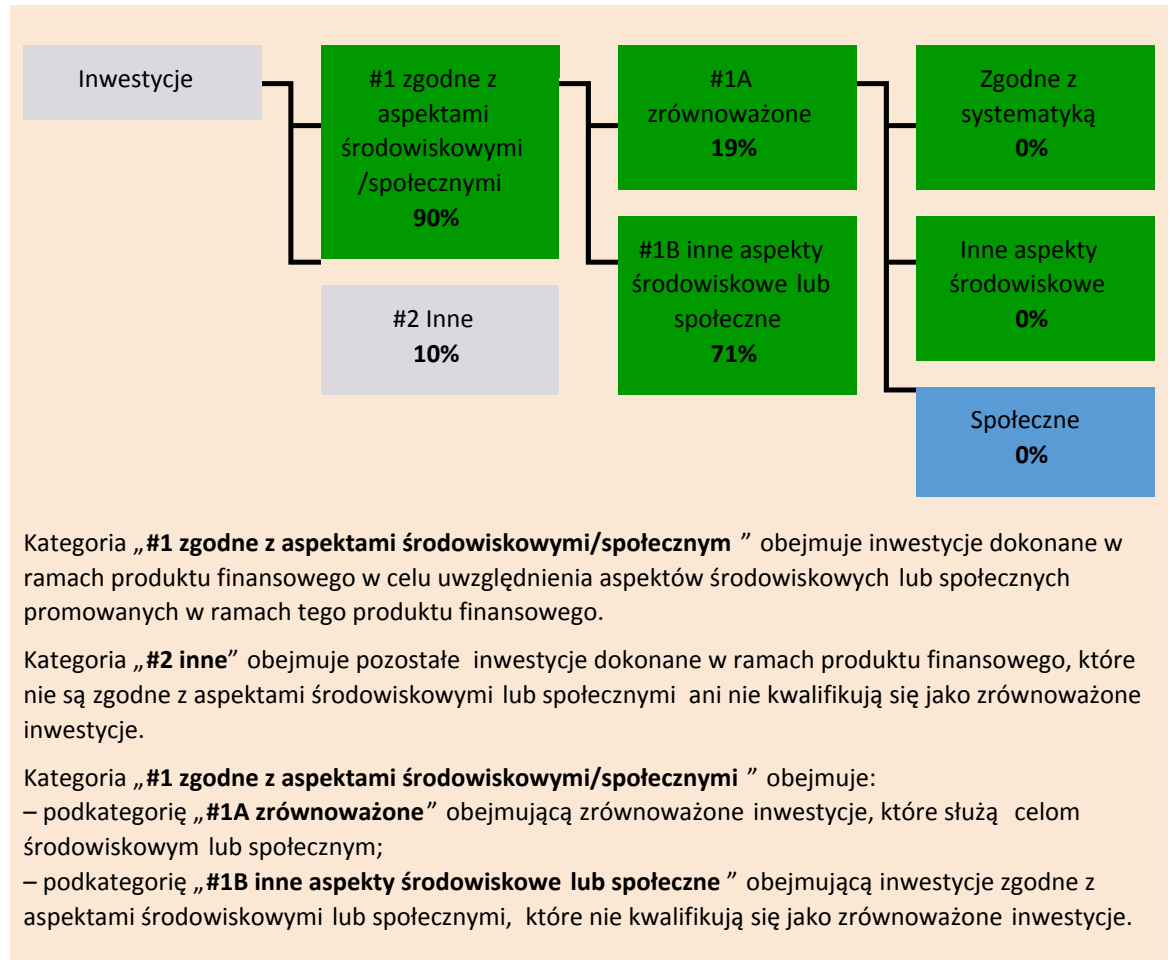 Inwestycje
#1 zgodne z
aspektami
środowiskowymi
/społecznymi
90%
#2 Inne
10%
#1A
zrównoważone
19%
#1B inne aspekty
środowiskowe lub
społeczne
71%
Zgodne z
systematyką
0%
Inne aspekty
środowiskowe
0%
Społeczne
0%
Kategoria „#1 zgodne z aspektami środowiskowymi/społecznym ” obejmuje inwestycje dokonane w
ramach produktu finansowego w celu uwzględnienia aspektów środowiskowych lub społecznych
promowanych w ramach tego produktu finansowego.
Kategoria „#2 inne” obejmuje pozostałe inwestycje dokonane w ramach produktu finansowego, które
nie są zgodne z aspektami środowiskowymi lub społecznymi ani nie kwalifikują się jako zrównoważone
inwestycje.
Kategoria „#1 zgodne z aspektami środowiskowymi/społecznymi ” obejmuje:
– podkategorię „#1A zrównoważone” obejmującą zrównoważone inwestycje, które służą celom
środowiskowym lub społecznym;
– podkategorię „#1B inne aspekty środowiskowe lub społeczne ” obejmującą inwestycje zgodne z
aspektami środowiskowymi lub społecznymi, które nie kwalifikują się jako zrównoważone inwestycje.